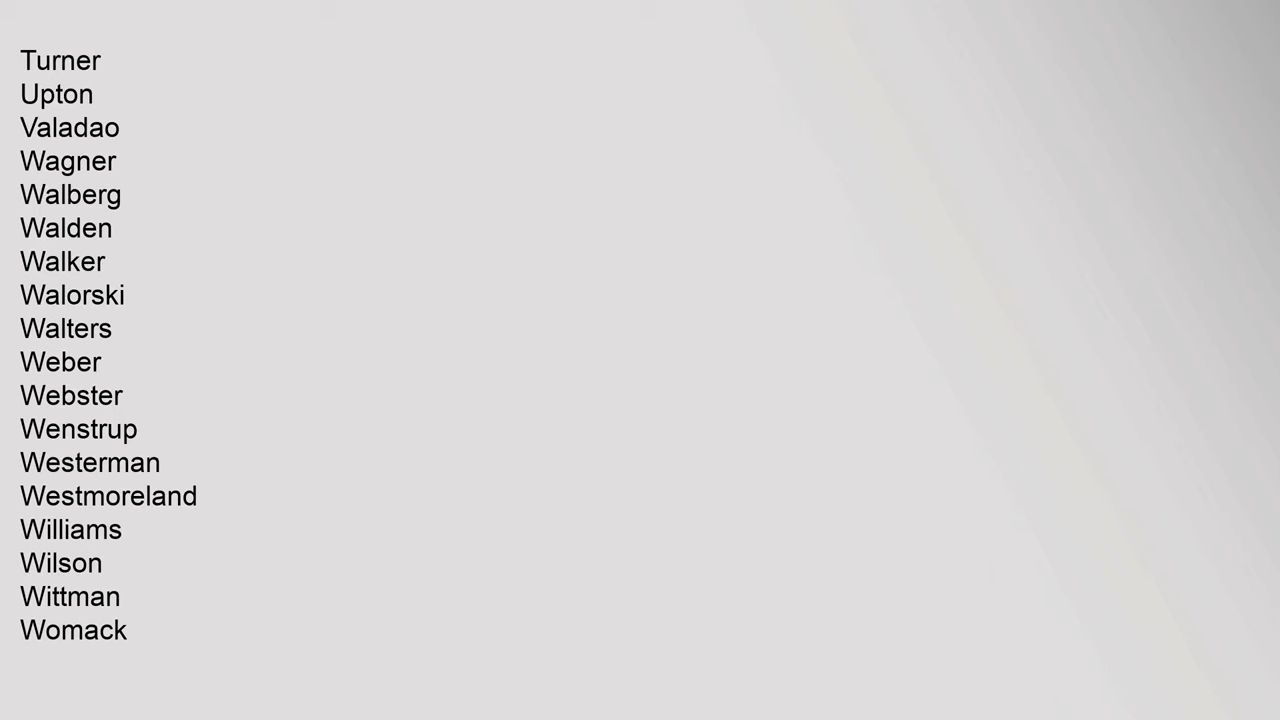 Turner
Upton
Valadao
Wagner
Walberg
Walden
Walker
Walorski
Walters
Weber
Webster
Wenstrup
Westerman
Westmoreland
Williams
Wilson
Wittman
Womack